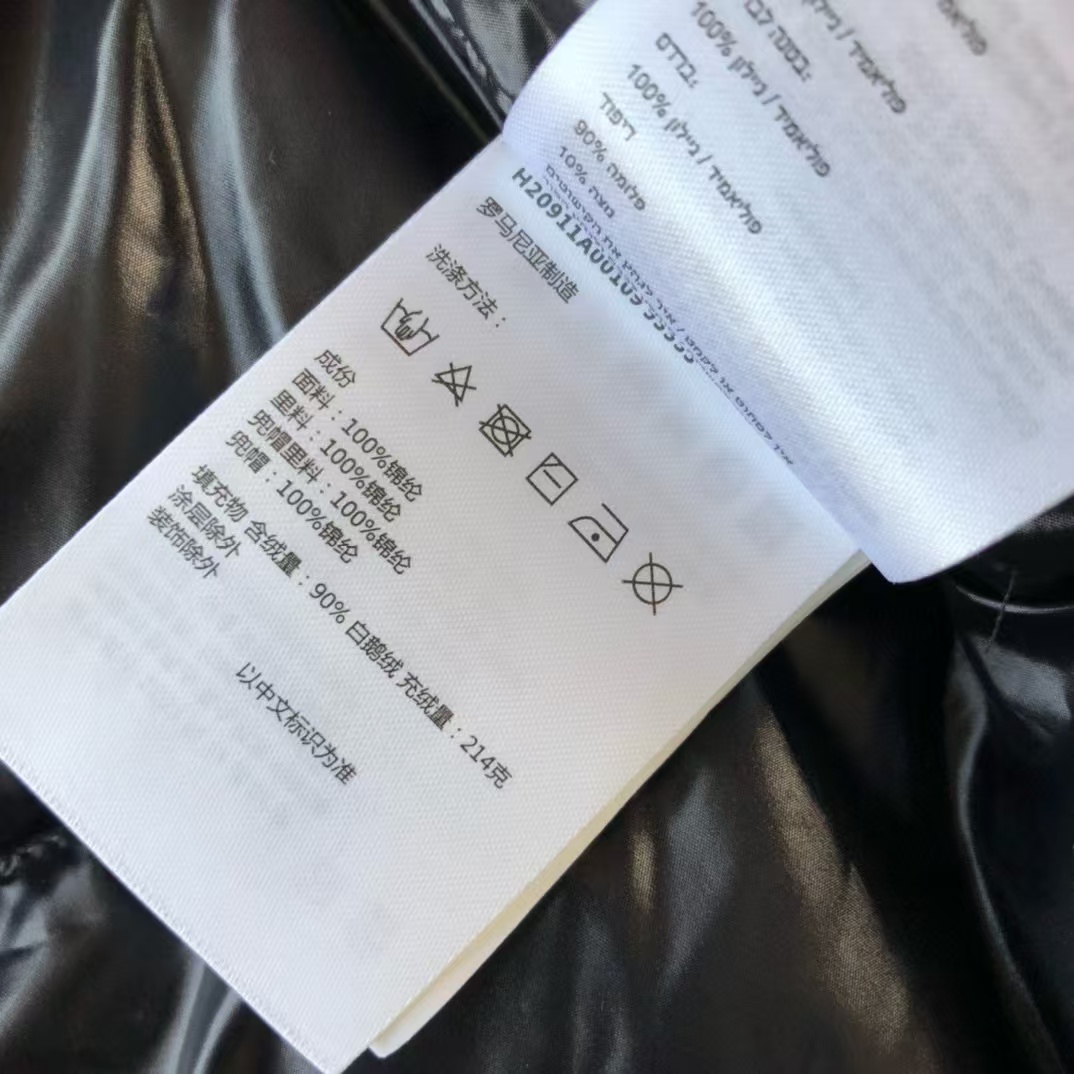 פוליאמיד
פוליאמיד / ניילון
בטנה לבד:
100% פוליאמיד / ניילון
ברדס:
100% פוליאמיד / ניילון
ריפוד
90% פלומה
10% נוצה
H20911A00109
罗马尼亚制造
洗涤方法：
成份
面料：100%锦纶
里料：100%锦纶
兜帽里料：100%锦纶
兜帽：100%锦纶
填充物 含绒量：90% 白鹅绒 充绒量：214克
涂层除外
装饰除外
以中文标识为准